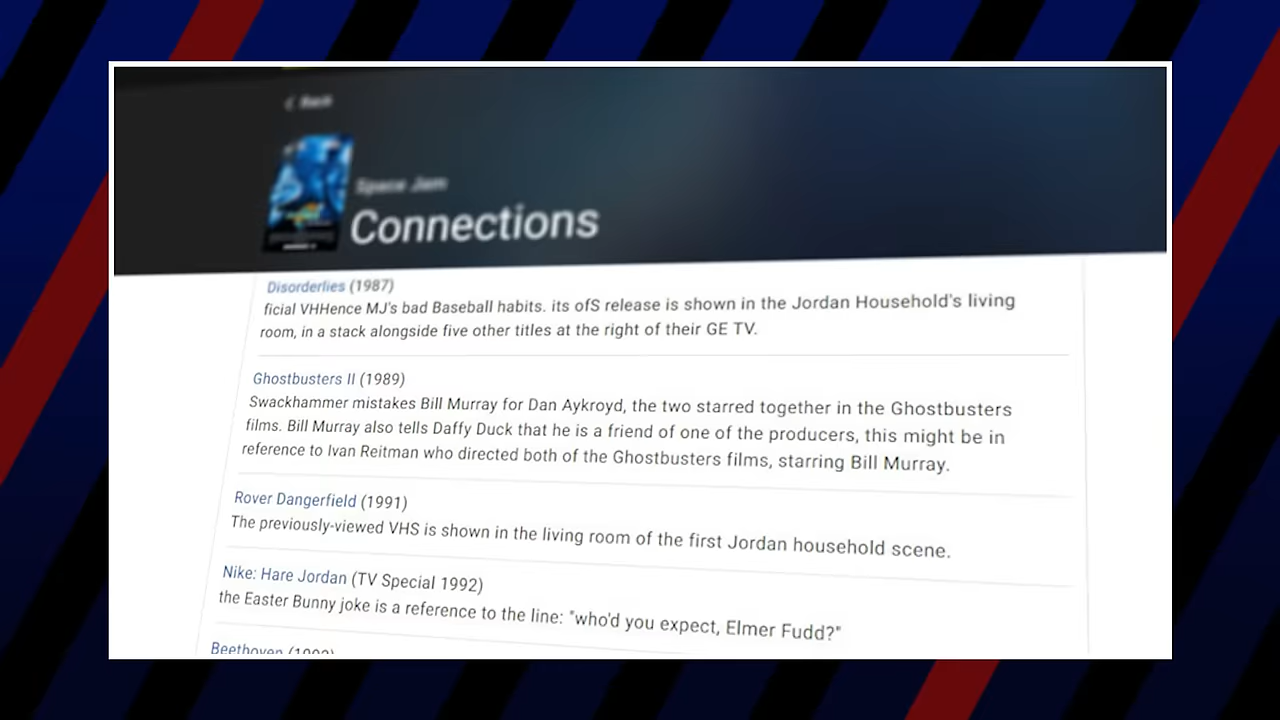 Back
Space Jam
Connections
Disorderlies (1987)
ficial VHHence MJ's bad Baseball habits. its ofS release is shown in the Jordan Household's living
room, in a stack alongside five other titles at the right of their GE TV.
Ghostbusters II (1989)
Swackhammer mistakes Bill Murray for Dan Aykroyd, the two starred together in the Ghostbusters
films. Bill Murray also tells Daffy Duck that he is a friend of one of the producers, this might be in
reference to Ivan Reitman who directed both of the Ghostbusters films, starring Bill Murray.
Rover Dangerfield (1991)
The previously-viewed VHS is shown in the living room of the first Jordan household scene.
Nike: Hare Jordan (TV Special 1992)
the Easter Bunny joke is a reference to the line: "who'd you expect, Elmer Fudd?"
Beethoven (1992)